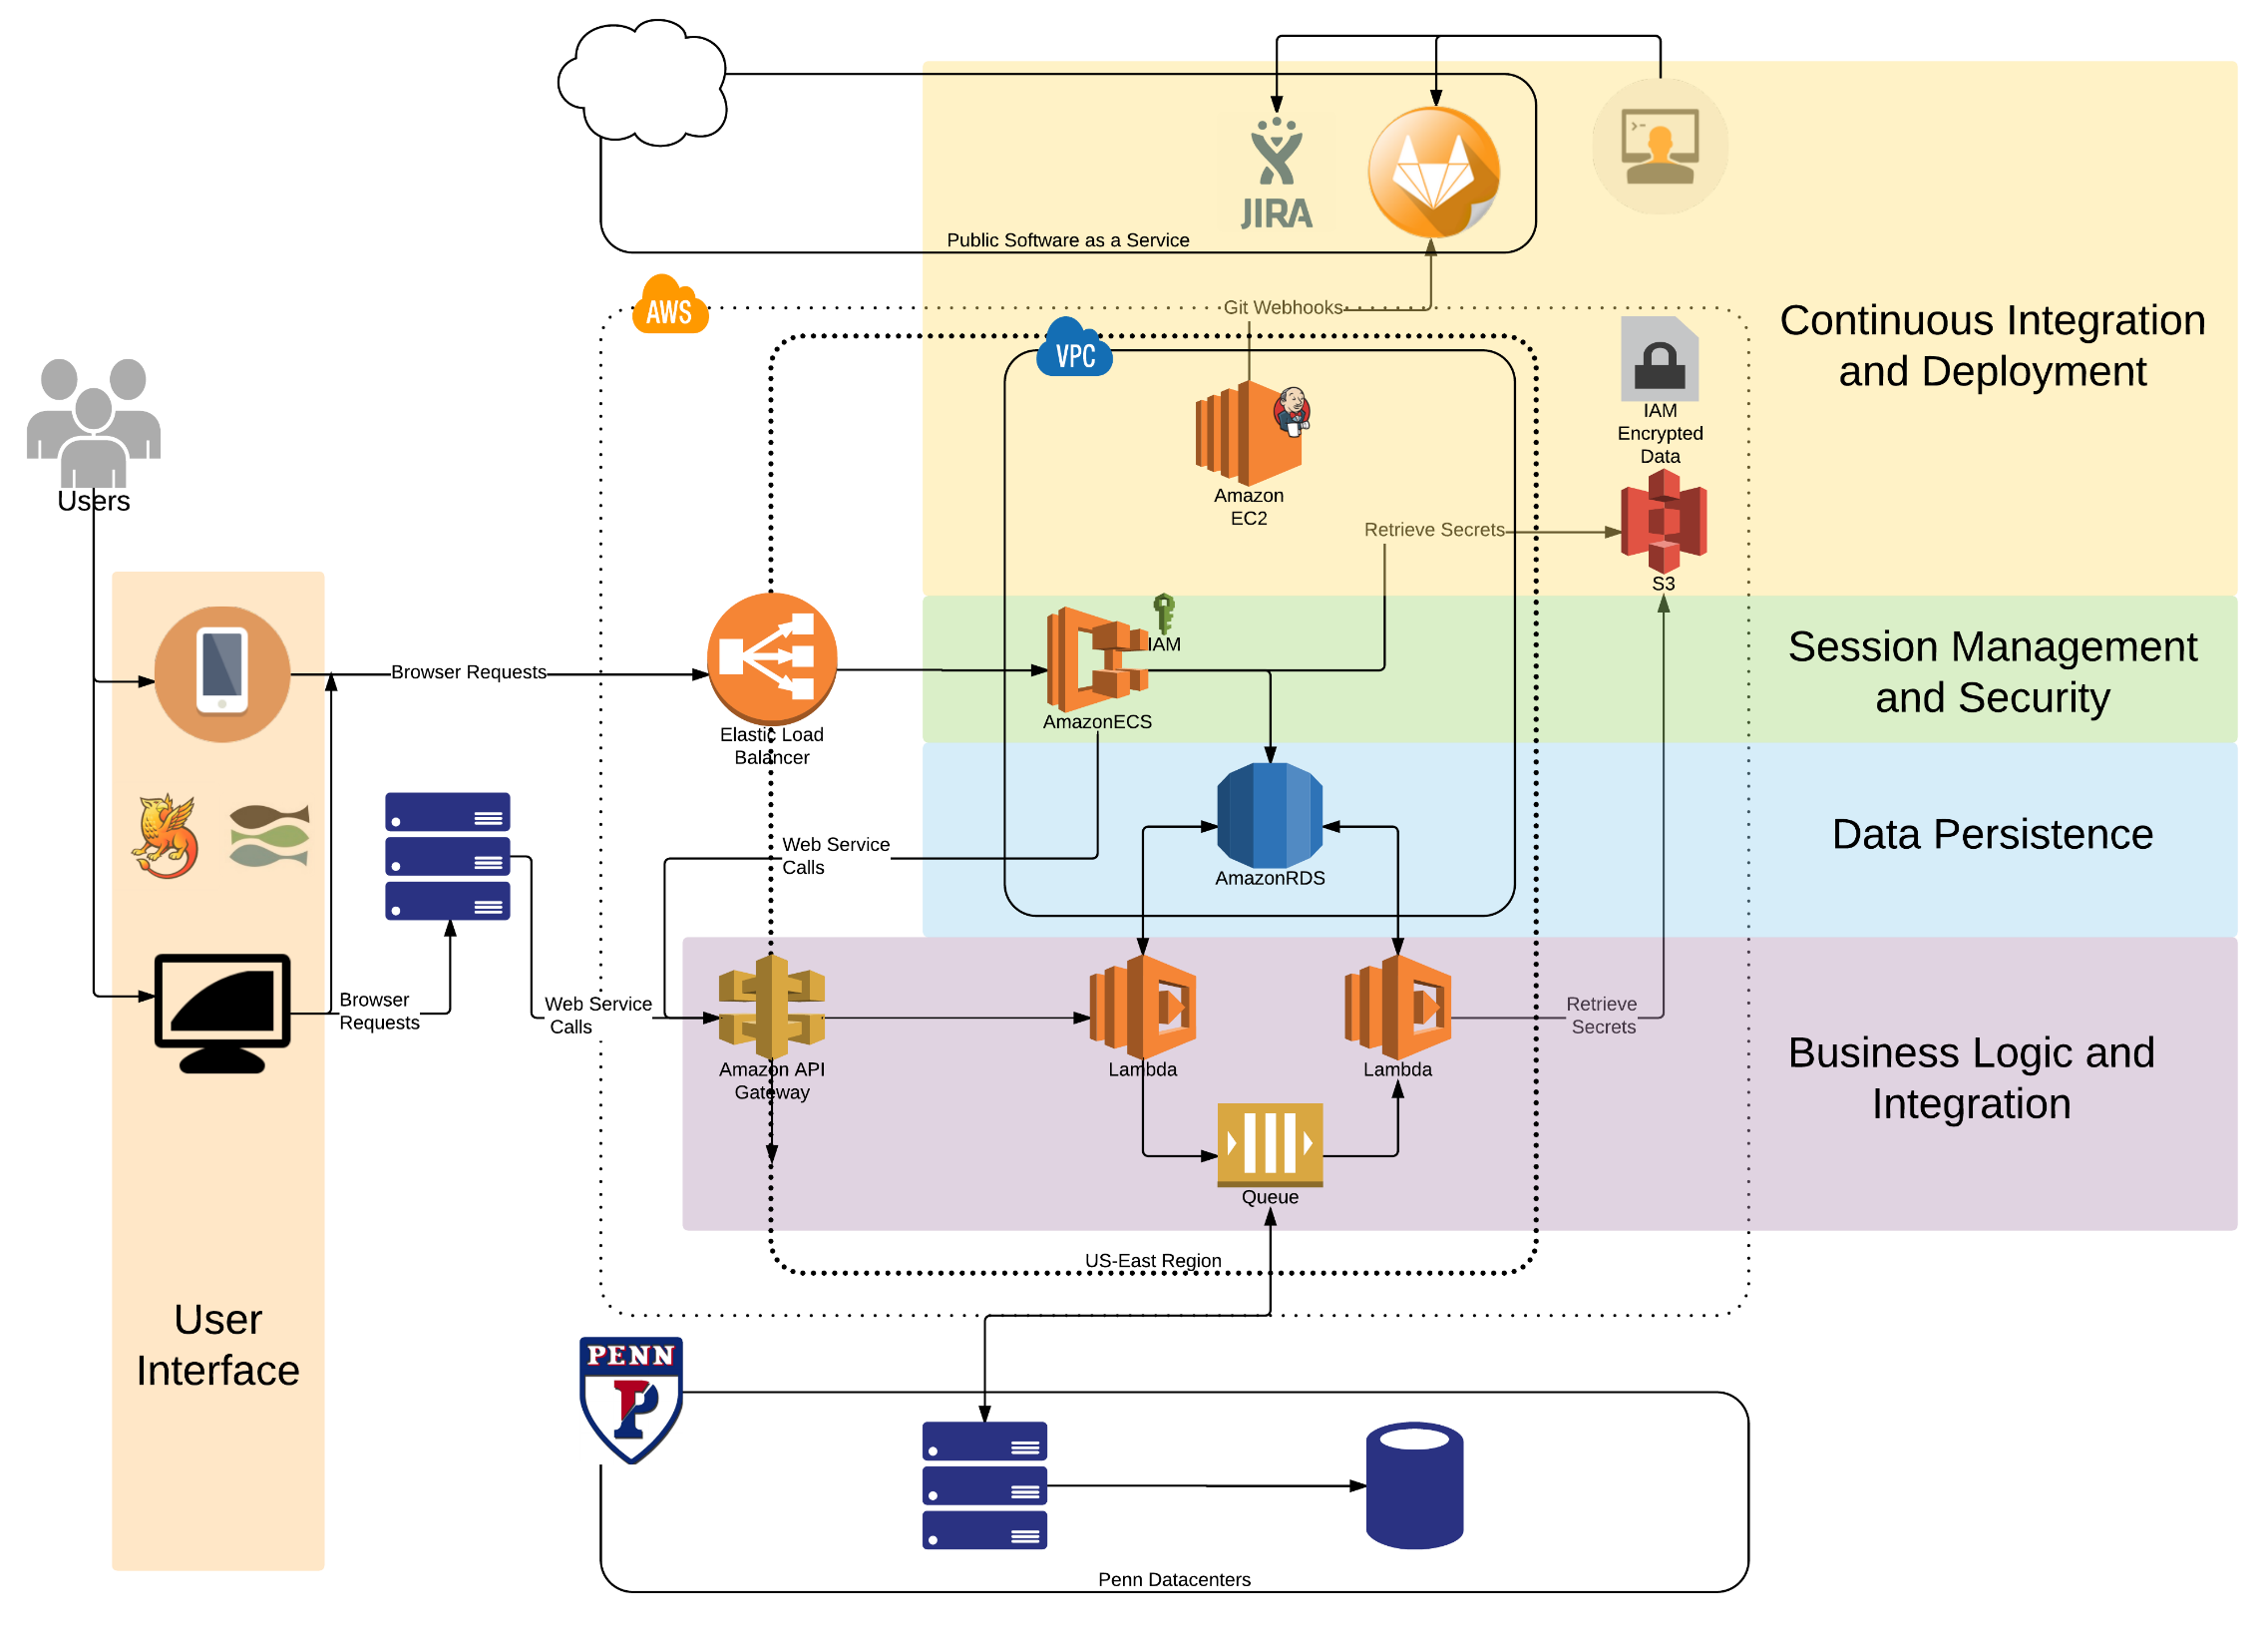 JIRA
Public Software as a Service
AWS
Git Webhooks
VPC
Continuous Integration
and Deployment
IAM
Encrypted
Data
Users
Amazon
EC2
Retrieve Secrets
S3
IAM
Session Management
and Security
Browser Requests
AmazonECS
Elastic Load
Balancer
Data Persistence
Web Service
Calls
AmazonRDS
Browser
Requests
Web Service
Calls
Retrieve
Secrets
Amazon API
Gateway
Lambda
Lambda
Business Logic and
Integration
Queue
US-East Region
User
Interface
PENN
P
Penn Datacenters